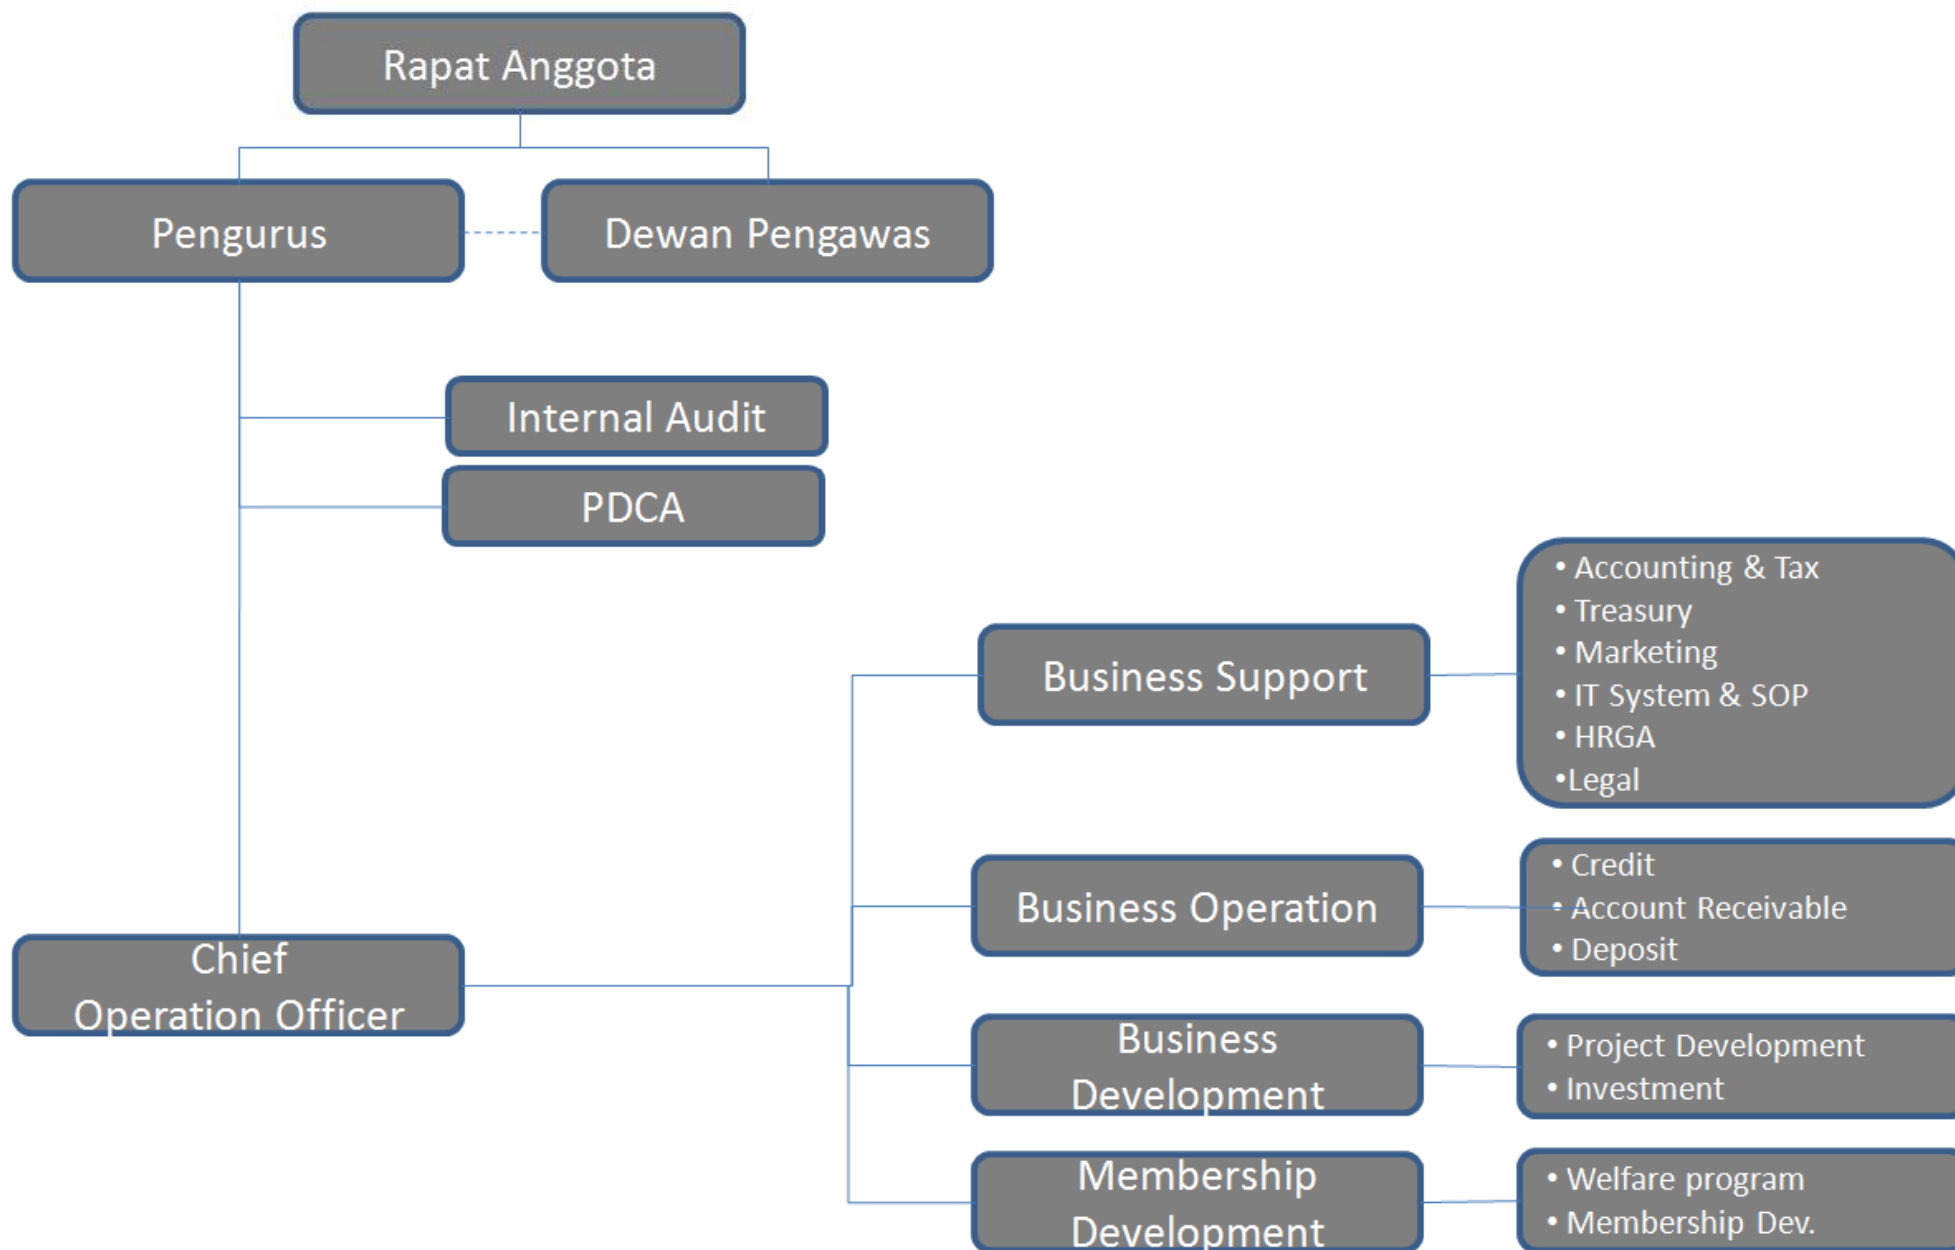 Rapat Anggota
Pengurus
Dewan Pengawas
Internal Audit
PDCA
Chief
Operation Officer
Business Support
• Accounting & Tax
• Treasury
• Marketing
• IT System & SOP
• HRGA
•Legal
Business Operation
• Credit
• Account Receivable
• Deposit
Business
Development
• Project Development
• Investment
Membership
Development
• Welfare program
• Membership Dev.